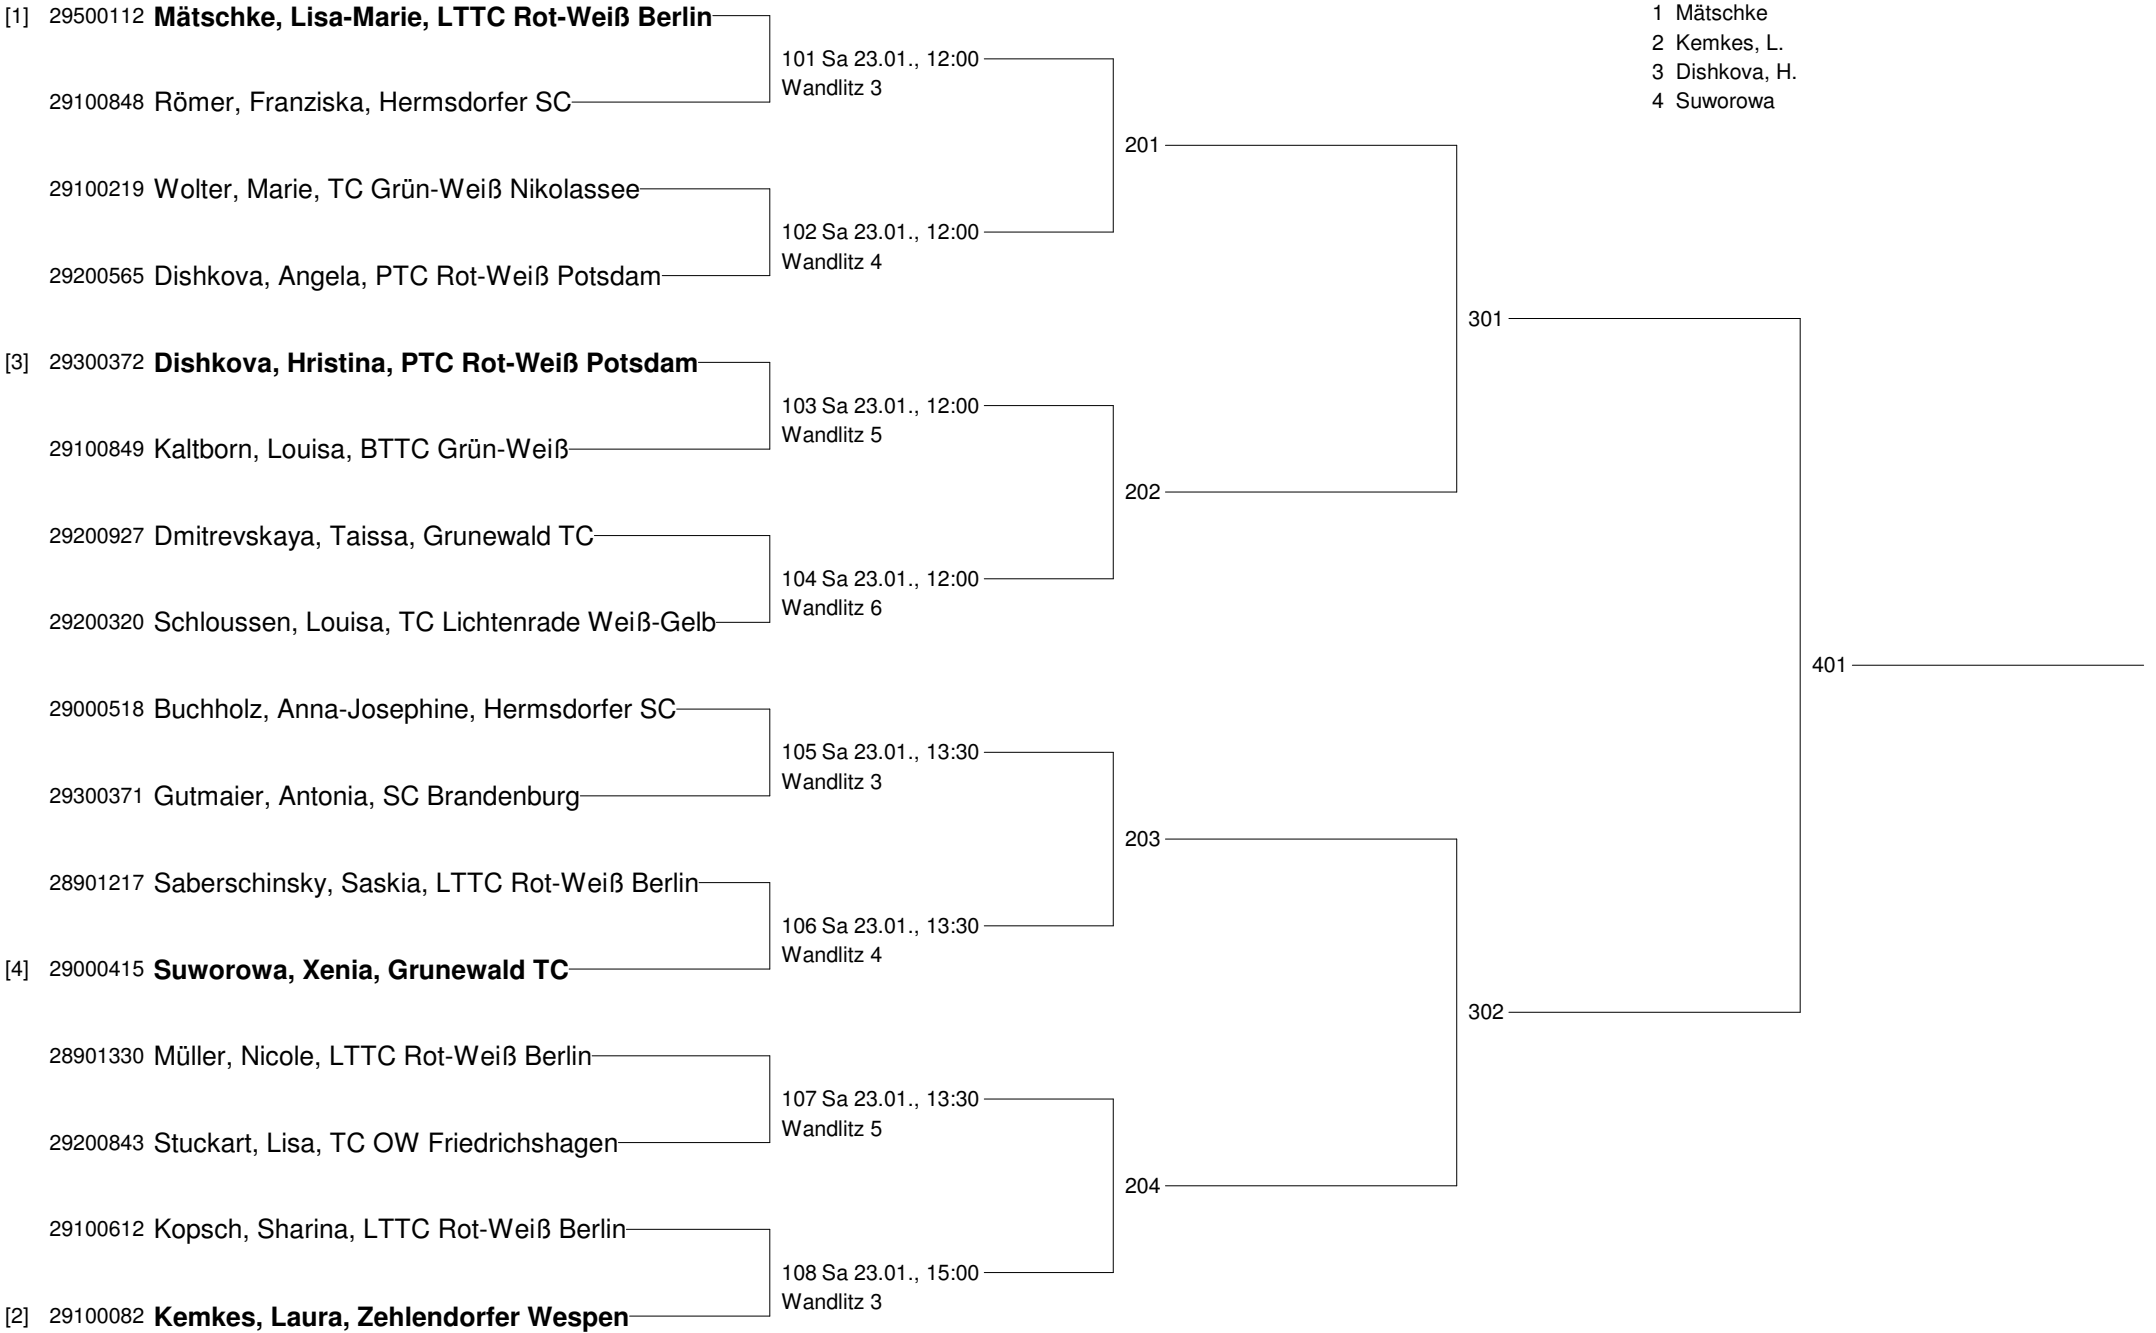 [1] 29500112 Mätschke, Lisa-Marie, LTTC Rot-Weiß Berlin
1 Mätschke
2 Kemkes, L.
3 Dishkova, H.
4 Suworowa
101 Sa 23.01., 12:00
Wandlitz 3
29100848 Römer, Franziska, Hermsdorfer SC
201
29100219 Wolter, Marie, TC Grün-Weiß Nikolassee
102 Sa 23.01., 12:00
Wandlitz 4
29200565 Dishkova, Angela, PTC Rot-Weiß Potsdam
301
[3] 29300372 Dishkova, Hristina, PTC Rot-Weiß Potsdam
103 Sa 23.01., 12:00
Wandlitz 5
29100849 Kaltborn, Louisa, BTTC Grün-Weiß
202
29200927 Dmitrevskaya, Taissa, Grunewald TC
104 Sa 23.01., 12:00
Wandlitz 6
29200320 Schloussen, Louisa, TC Lichtenrade Weiß-Gelb
401
29000518 Buchholz, Anna-Josephine, Hermsdorfer SC
105 Sa 23.01., 13:30
Wandlitz 3
29300371 Gutmaier, Antonia, SC Brandenburg
203
28901217 Saberschinsky, Saskia, LTTC Rot-Weiß Berlin
106 Sa 23.01., 13:30
Wandlitz 4
[4] 29000415 Suworowa, Xenia, Grunewald TC
302
28901330 Müller, Nicole, LTTC Rot-Weiß Berlin
107 Sa 23.01., 13:30
Wandlitz 5
29200843 Stuckart, Lisa, TC OW Friedrichshagen
204
29100612 Kopsch, Sharina, LTTC Rot-Weiß Berlin
108 Sa 23.01., 15:00
Wandlitz 3
[2] 29100082 Kemkes, Laura, Zehlendorfer Wespen